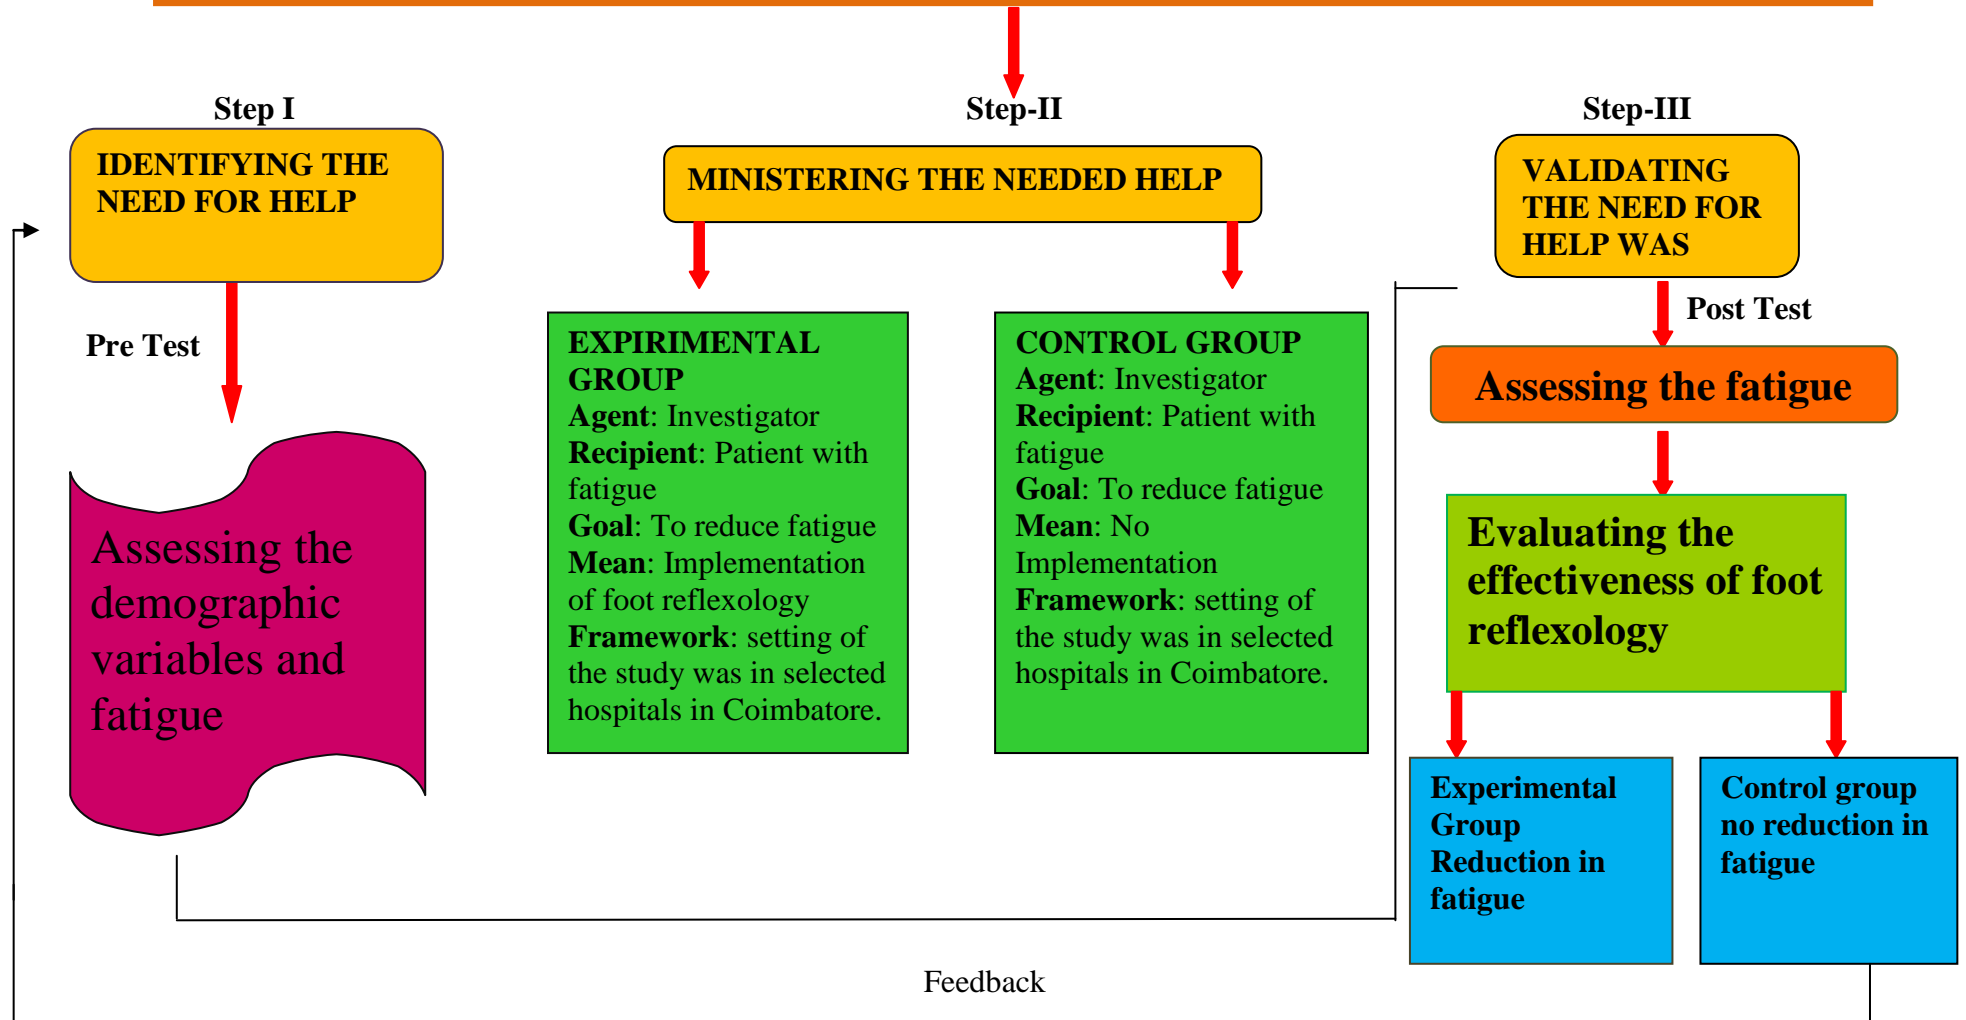 Step I
IDENTIFYING THE
NEED FOR HELP
Pre Test
Assessing the
demographic
variables and
fatigue
Step-II
MINISTERING THE NEEDED HELP
EXPIRIMENTAL
GROUP
Agent: Investigator
Recipient: Patient with
fatigue
Goal: To reduce fatigue
Mean: Implementation
of foot reflexology
Framework: setting of
the study was in selected
hospitals in Coimbatore.
CONTROL GROUP
Agent: Investigator
Recipient: Patient with
fatigue
Goal: To reduce fatigue
Mean: No
Implementation
Framework: setting of
the study was in selected
hospitals in Coimbatore.
Step-III
VALIDATING
THE NEED FOR
HELP WAS
Post Test
Assessing the fatigue
Evaluating the
effectiveness of foot
reflexology
Experimental
Group
Reduction in
fatigue
Control group
no reduction in
fatigue
Feedback